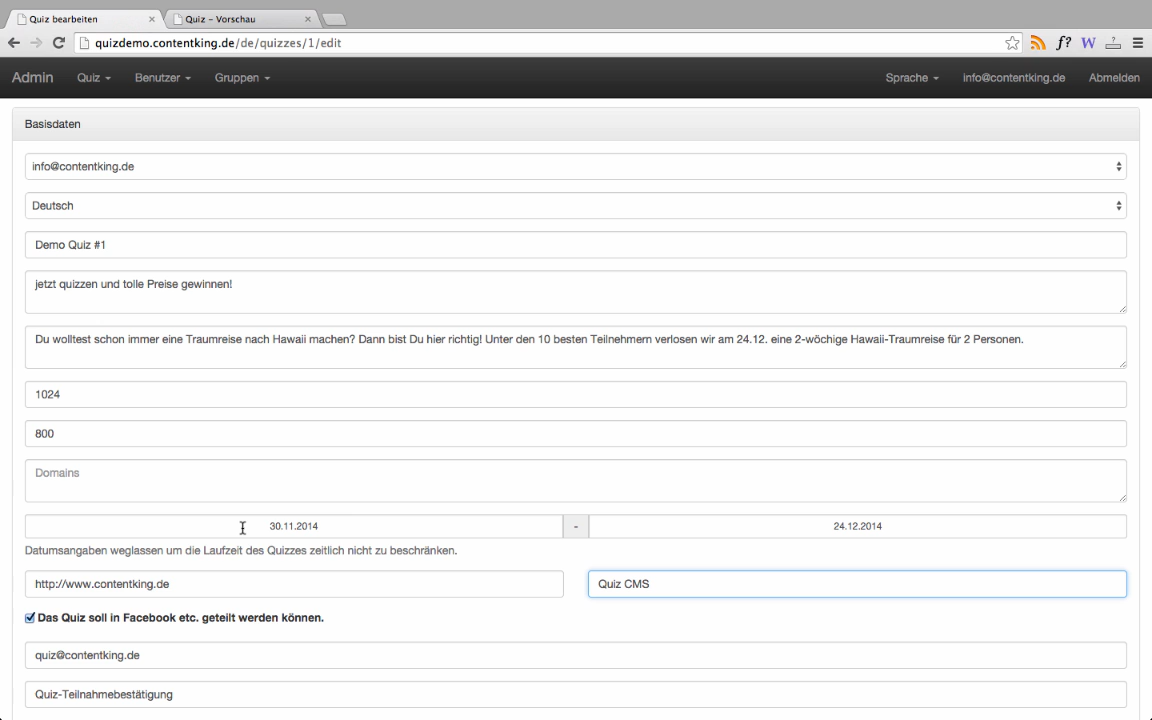 Quiz bearbeiten
Quiz – Vorschau
quizdemo.contentking.de/de/quizzes/1/edit
f? W ?
Admin Quiz Benutzer Gruppen Sprache info@contentking.de Abmelden
Basisdaten
info@contentking.de
Deutsch
Demo Quiz #1
jetzt quizzen und tolle Preise gewinnen!
Du wolltest schon immer eine Traumreise nach Hawaii machen? Dann bist Du hier richtig! Unter den 10 besten Teilnehmern verlosen wir am 24.12. eine 2-wöchige Hawaii-Traumreise für 2 Personen.
1024
800
Domains
30.11.2014 - 24.12.2014
Datumsangaben weglassen um die Laufzeit des Quizzes zeitlich nicht zu beschränken.
http://www.contentking.de Quiz CMS
Das Quiz soll in Facebook etc. geteilt werden können.
quiz@contentking.de
Quiz-Teilnahmebestätigung